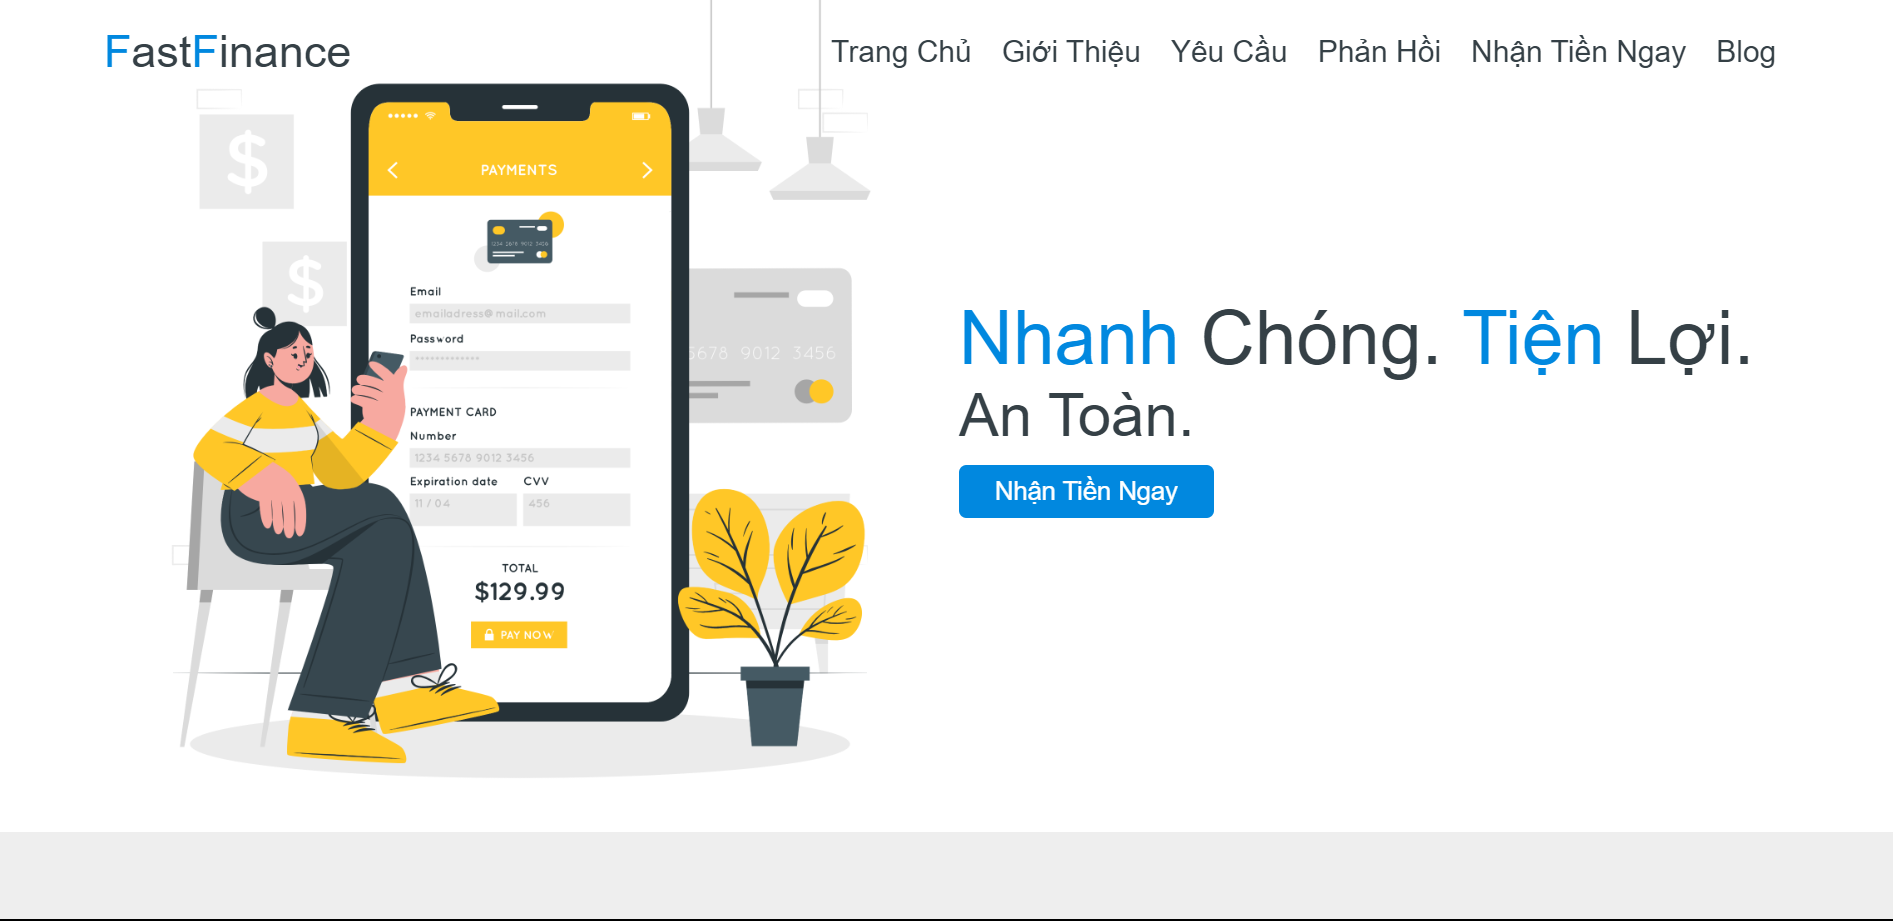 FastFinance
Trang Chủ Giới Thiệu Yêu Cầu Phản Hồi Nhận Tiền Ngay Blog
$
$
PAYMENTS
1234 5678 9012 3456
Email
emailadress@mail.com
Password
*************
5678 9012 3456
PAYMENT CARD
Number
1234 5678 9012 3456
Expiration date CVV
11 / 04 456
TOTAL
$129.99
PAY NOW
Nhanh Chóng. Tiện Lợi.
An Toàn.
Nhận Tiền Ngay